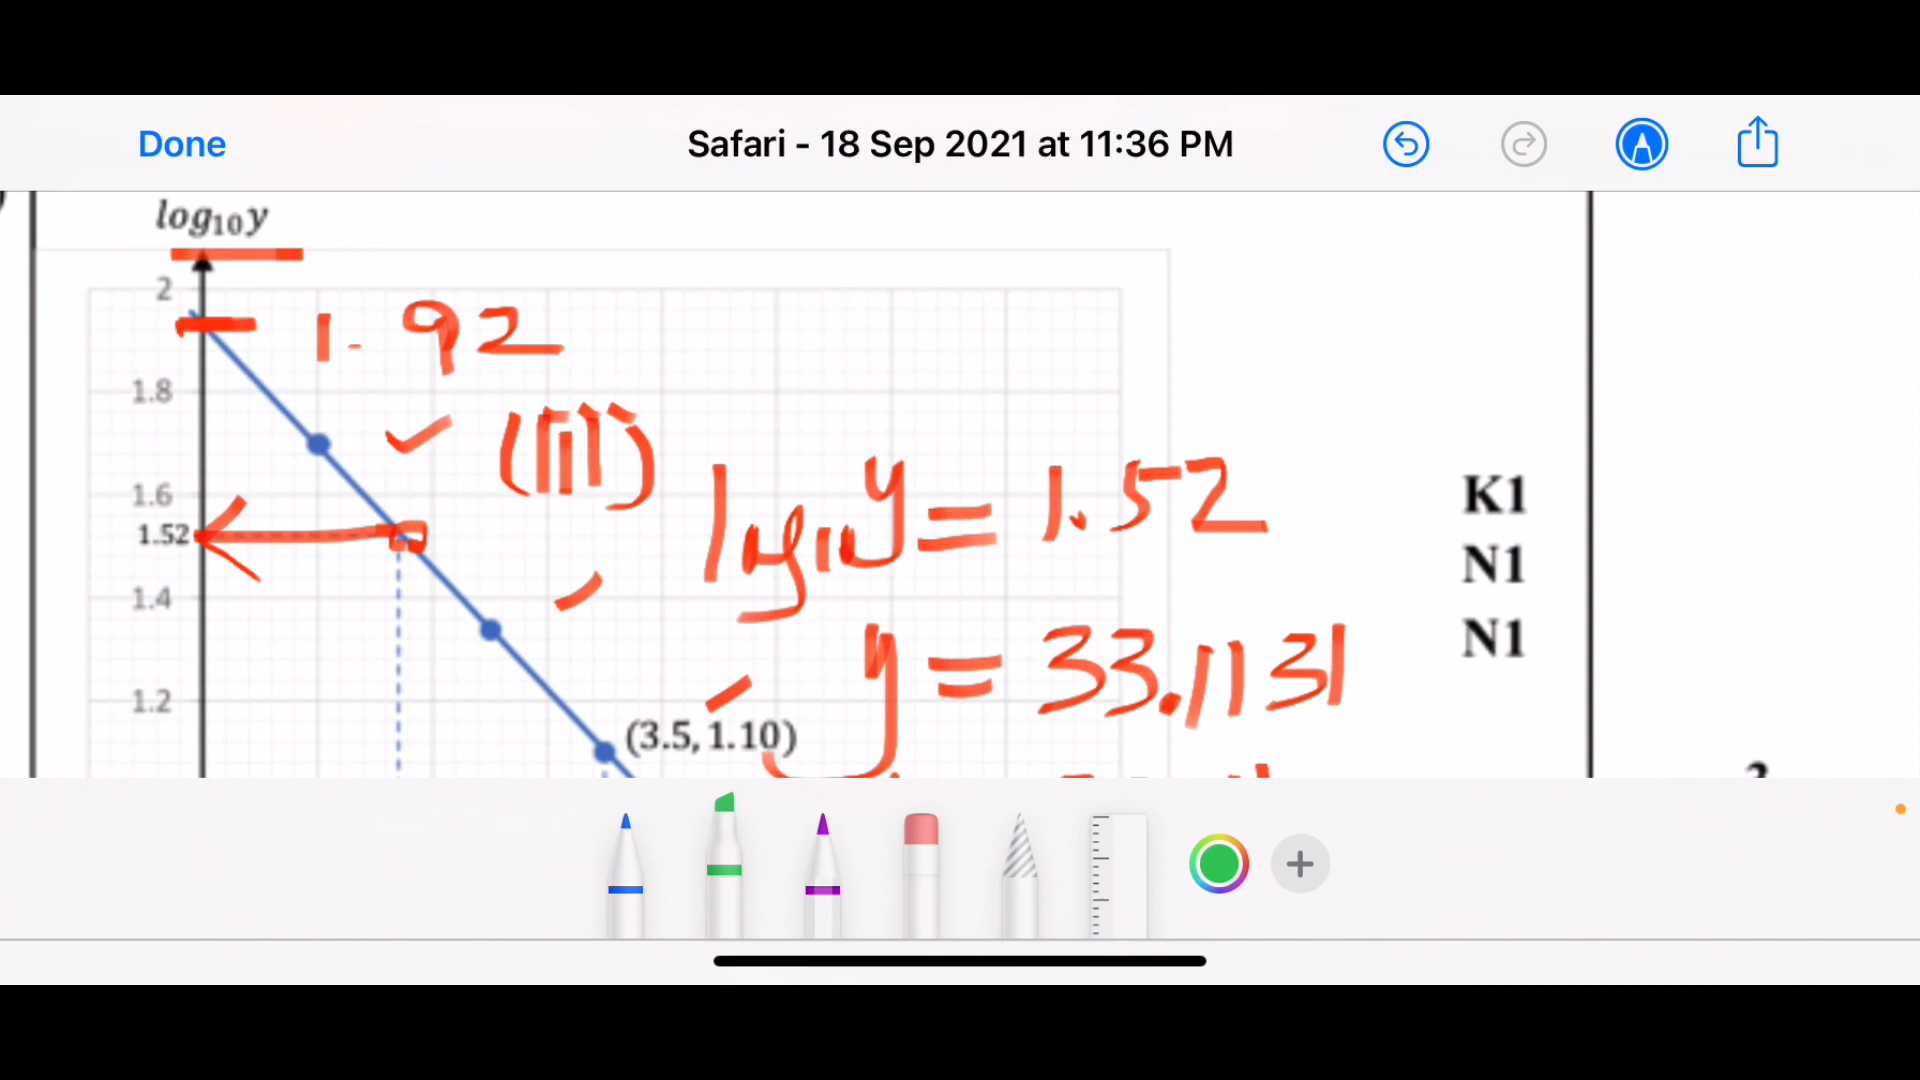 Done
Safari - 18 Sep 2021 at 11:36 PM
log₁₀y
2
1.92
1.8
(iii)
1.6
log₁₀y = 1.52
K1
1.52
N1
1.4
y = 33.1131
N1
1.2
(3.5, 1.10)